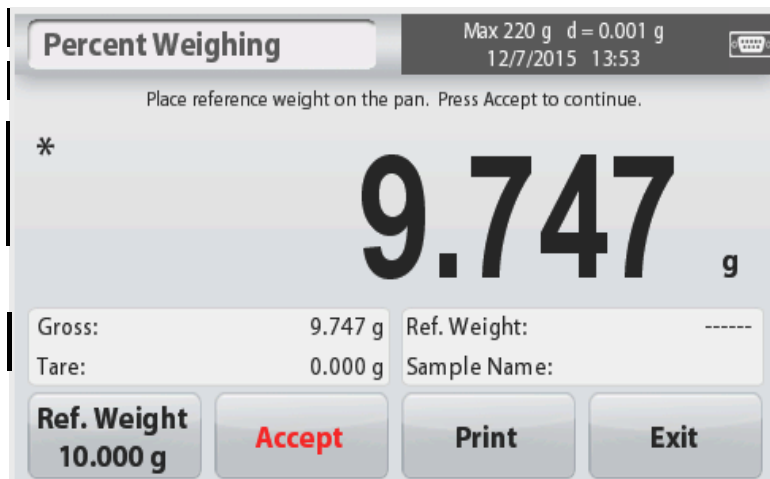 Percent Weighing
Max 220 g d = 0.001 g
12/7/2015 13:53
Place reference weight on the pan. Press Accept to continue.
*
9.747 g
Gross: 9.747 g
Tare: 0.000 g
Ref. Weight: ------
Sample Name:
Ref. Weight
10.000 g
Accept
Print
Exit